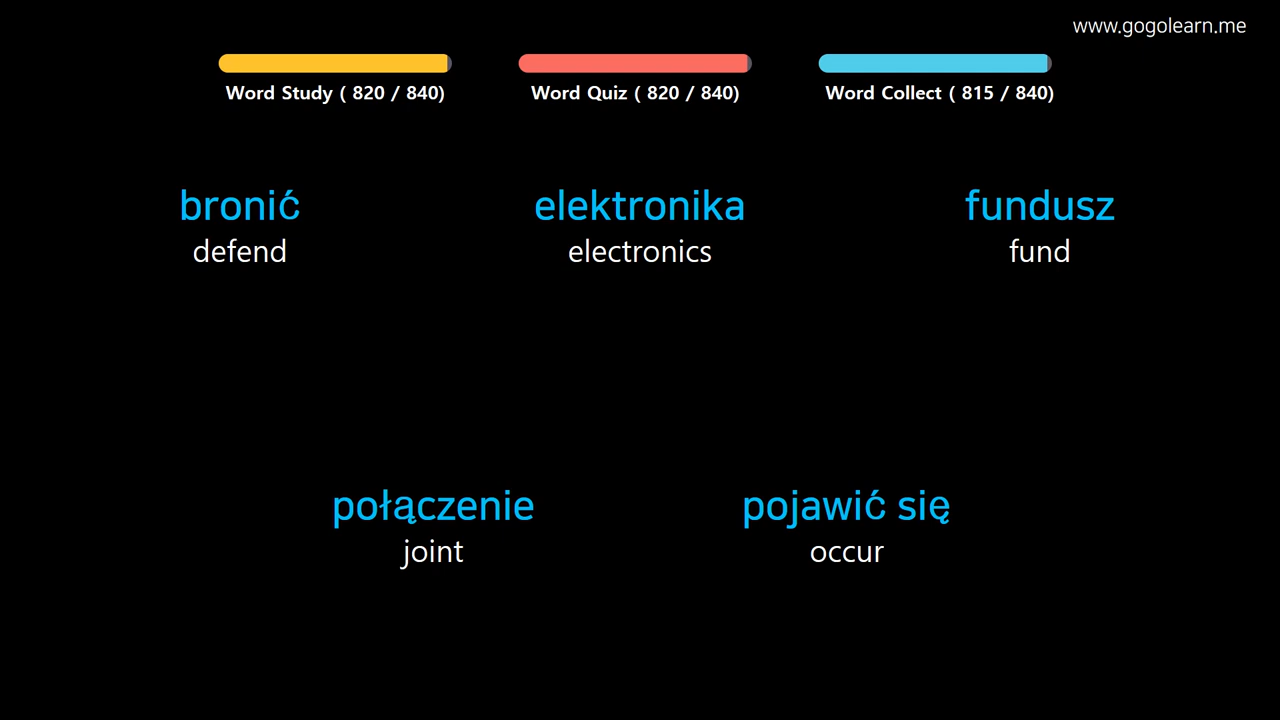 www.gogolearn.me
Word Study ( 820 / 840)
Word Quiz ( 820 / 840)
Word Collect ( 815 / 840)
bronić
defend
elektronika
electronics
fundusz
fund
połączenie
joint
pojawić się
occur